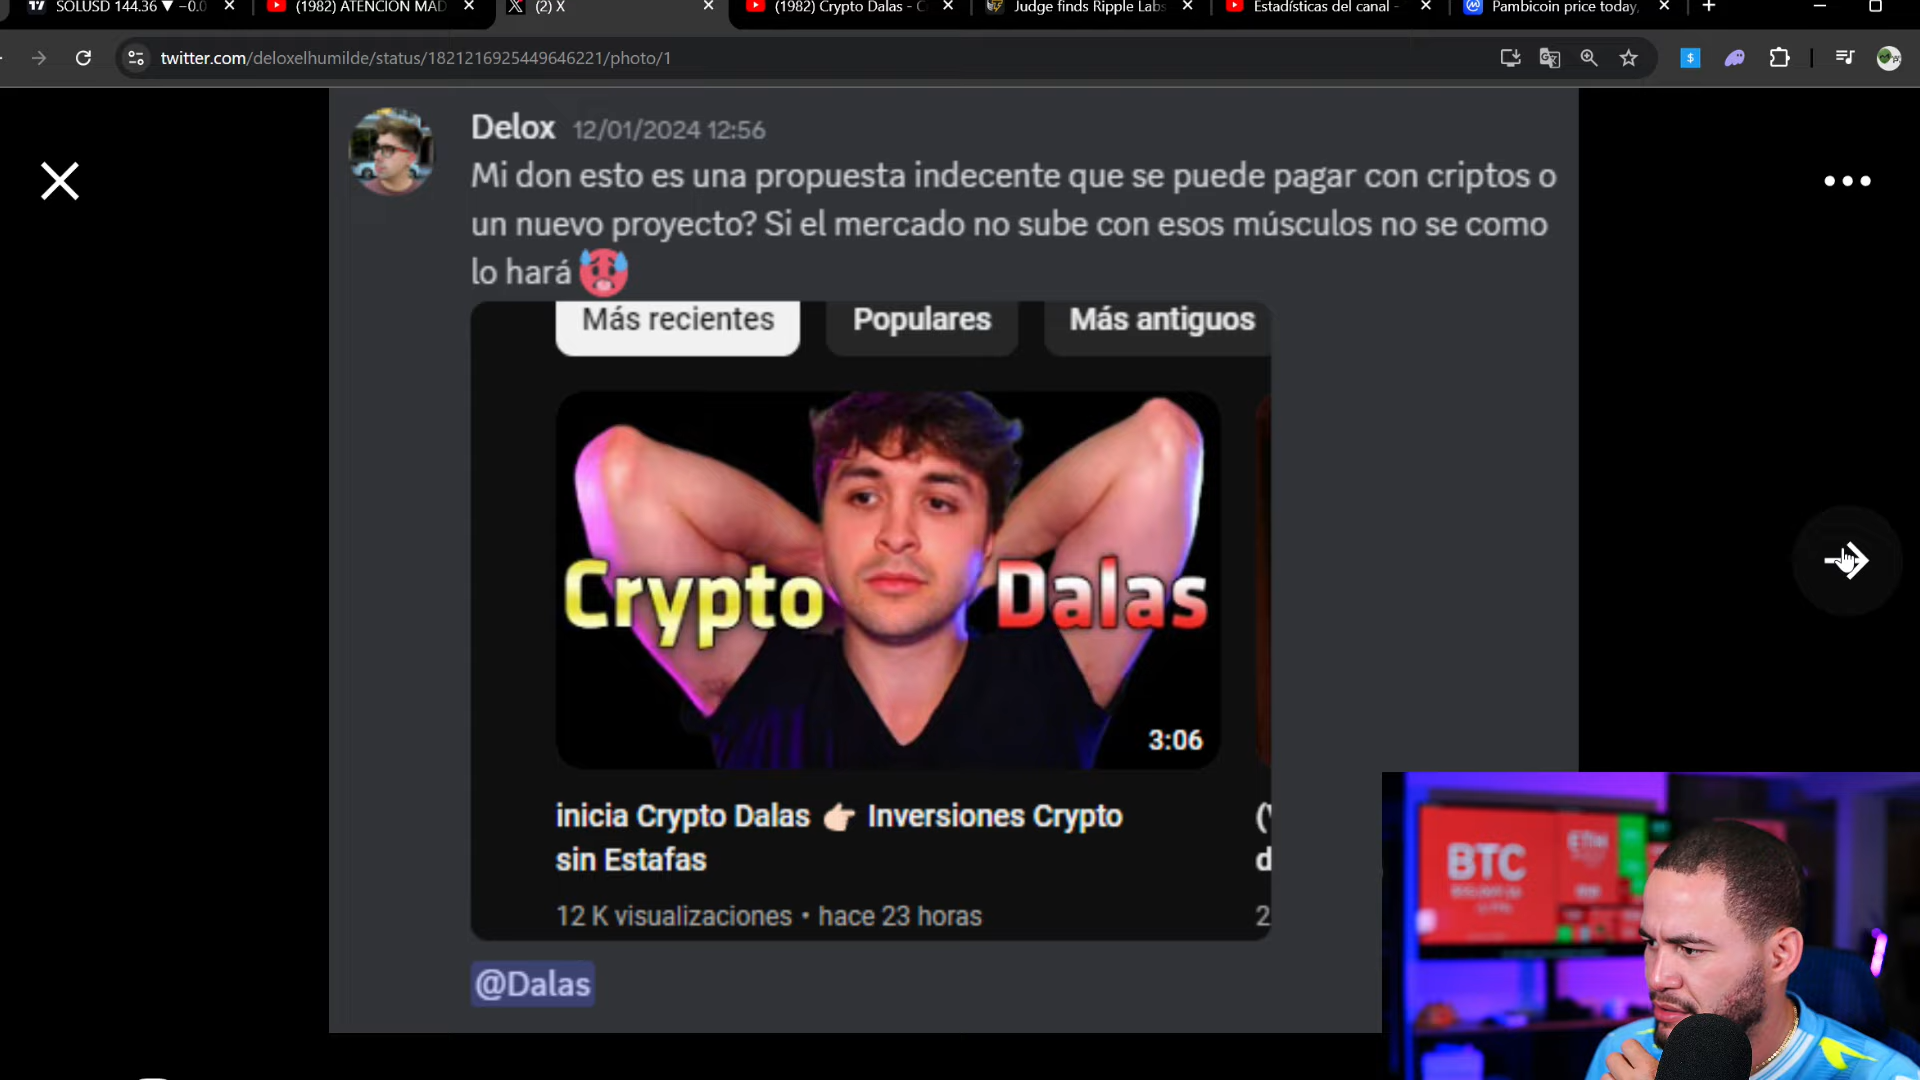 SOLUSD 144.36 ▼ −0.0
(1982) ATENCION MAD
(2) X
(1982) Crypto Dalas - C
Judge finds Ripple Labs
Estadísticas del canal -
Pambicoin price today,
twitter.com/deloxelhumilde/status/1821216925449646221/photo/1
Delox 12/01/2024 12:56
Mi don esto es una propuesta indecente que se puede pagar con criptos o
un nuevo proyecto? Si el mercado no sube con esos músculos no se como
lo hará 🥵
Más recientes Populares Más antiguos
Crypto Dalas
3:06
inicia Crypto Dalas 👉🏻 Inversiones Crypto
sin Estafas
12 K visualizaciones • hace 23 horas
@Dalas
BTC
ETH